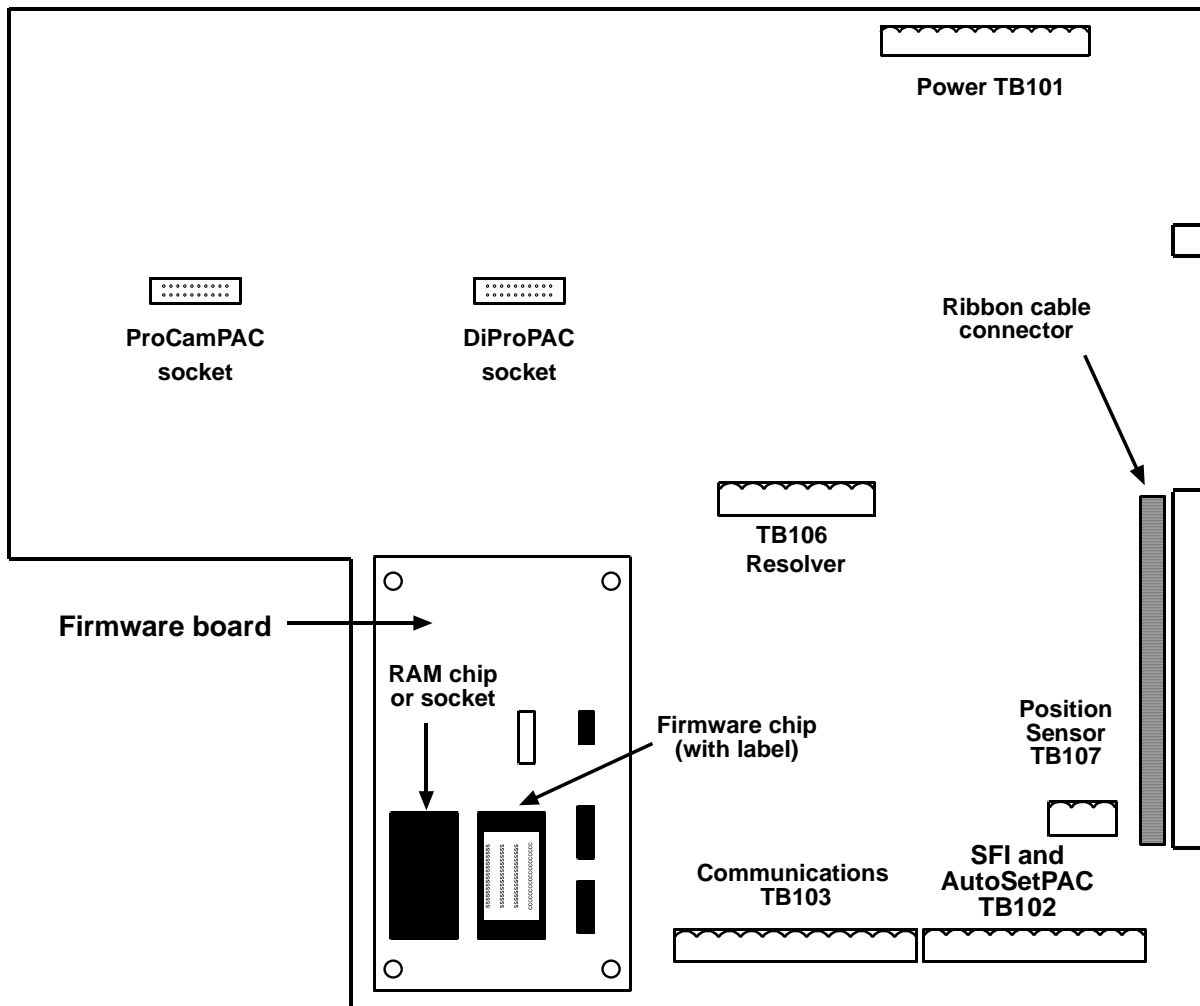 Power TB101
Ribbon cable
connector
ProCamPAC
socket
DiProPAC
socket
TB106
Resolver
Firmware board
RAM chip
or socket
Firmware chip
(with label)
Position
Sensor
TB107
Communications
TB103
SFI and
AutoSetPAC
TB102